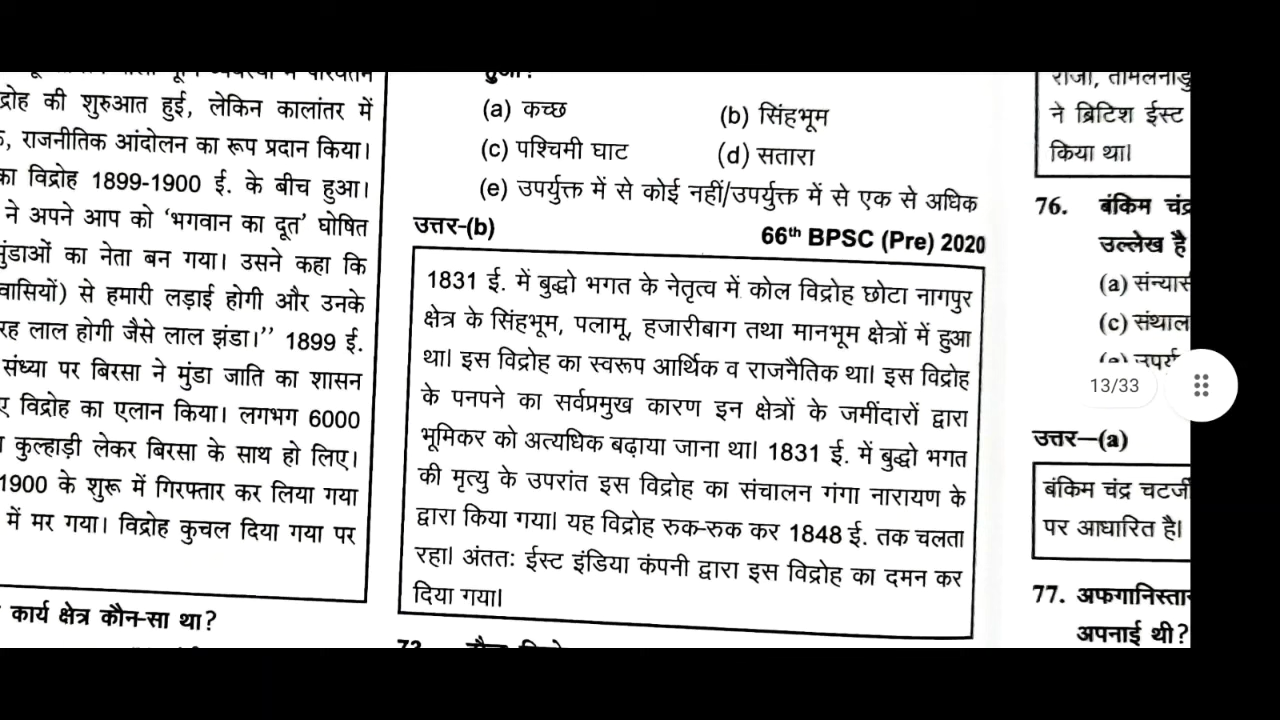 द्रोह की शुरुआत हुई, लेकिन कालांतर में
राजनीतिक आंदोलन का रूप प्रदान किया।
का विद्रोह 1899-1900 ई. के बीच हुआ।
ने अपने आप को ‘भगवान का दूत’ घोषित
मुंडाओं का नेता बन गया। उसने कहा कि
वासियों) से हमारी लड़ाई होगी और उनके
रह लाल होगी जैसे लाल झंडा।’’ 1899 ई.
संध्या पर बिरसा ने मुंडा जाति का शासन
ए विद्रोह का एलान किया। लगभग 6000
कुल्हाड़ी लेकर बिरसा के साथ हो लिए।
1900 के शुरू में गिरफ्तार कर लिया गया
में मर गया। विद्रोह कुचल दिया गया पर
कार्य क्षेत्र कौन-सा था?
हुआ?
(a) कच्छ (b) सिंहभूम
(c) पश्चिमी घाट (d) सतारा
(e) उपर्युक्त में से कोई नहीं/उपर्युक्त में से एक से अधिक
उत्तर-(b) 66th BPSC (Pre) 2020
1831 ई. में बुद्धो भगत के नेतृत्व में कोल विद्रोह छोटा नागपुर
क्षेत्र के सिंहभूम, पलामू, हजारीबाग तथा मानभूम क्षेत्रों में हुआ
था। इस विद्रोह का स्वरूप आर्थिक व राजनैतिक था। इस विद्रोह
के पनपने का सर्वप्रमुख कारण इन क्षेत्रों के जमींदारों द्वारा
भूमिकर को अत्यधिक बढ़ाया जाना था। 1831 ई. में बुद्धो भगत
की मृत्यु के उपरांत इस विद्रोह का संचालन गंगा नारायण के
द्वारा किया गया। यह विद्रोह रुक-रुक कर 1848 ई. तक चलता
रहा। अंततः ईस्ट इंडिया कंपनी द्वारा इस विद्रोह का दमन कर
दिया गया।
राजा, तमिलनाडु
ने ब्रिटिश ईस्ट
किया था।
76. बंकिम चंद्र
उल्लेख है
(a) संन्यास
(c) संथाल
13/33
उत्तर—(a)
बंकिम चंद्र चटर्जी
पर आधारित है।
77. अफगानिस्तान
अपनाई थी?